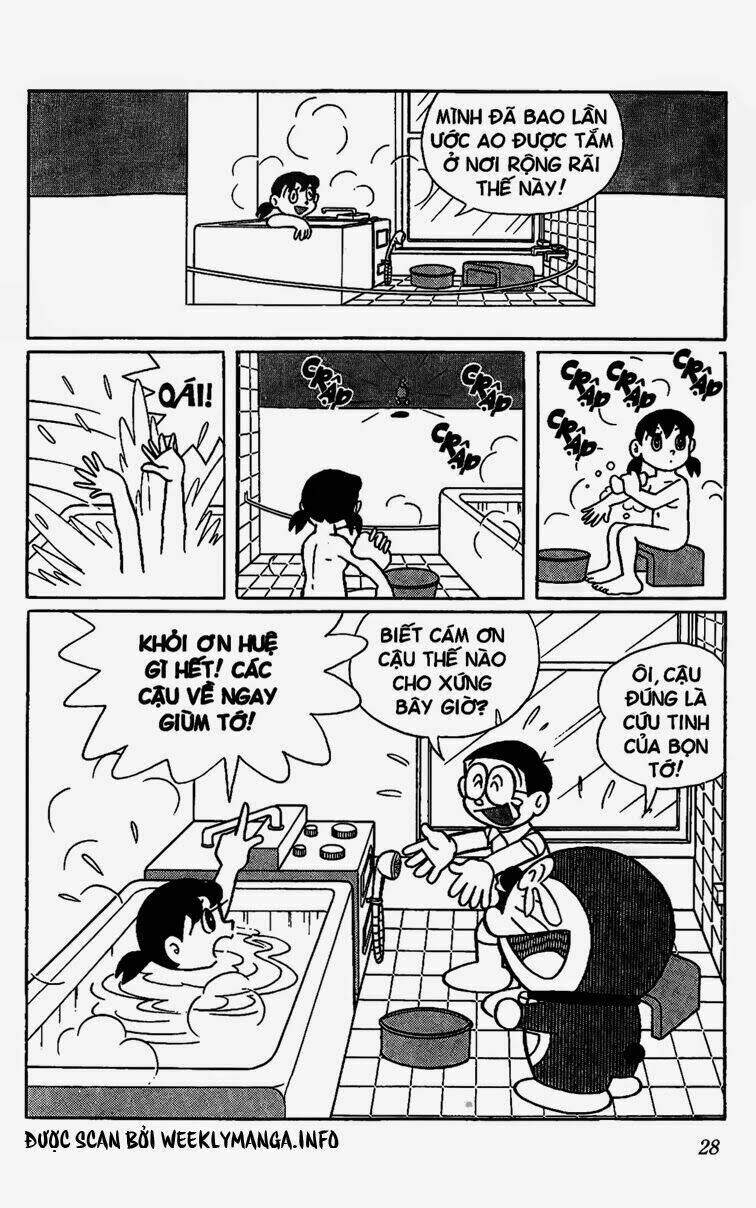 MÌNH ĐÃ BAO LẦN
ƯỚC AO ĐƯỢC TẮM
Ở NƠI RỘNG RÃI
THẾ NÀY!
OÁI!
CRẬP
CRẬP
CRẬP
CRẬP
CRẬP
CRẬP
CRẬP
KHỎI ƠN HUỆ
GÌ HẾT! CÁC
CẬU VỀ NGAY
GIÙM TỚ!
BIẾT CÁM ƠN
CẬU THẾ NÀO
CHO XỨNG
BÂY GIỜ?
ÔI, CẬU
ĐÚNG LÀ
CỨU TINH
CỦA BỌN
TỚ!
ĐƯỢC SCAN BỞI WEEKLYMANGA.INFO
28